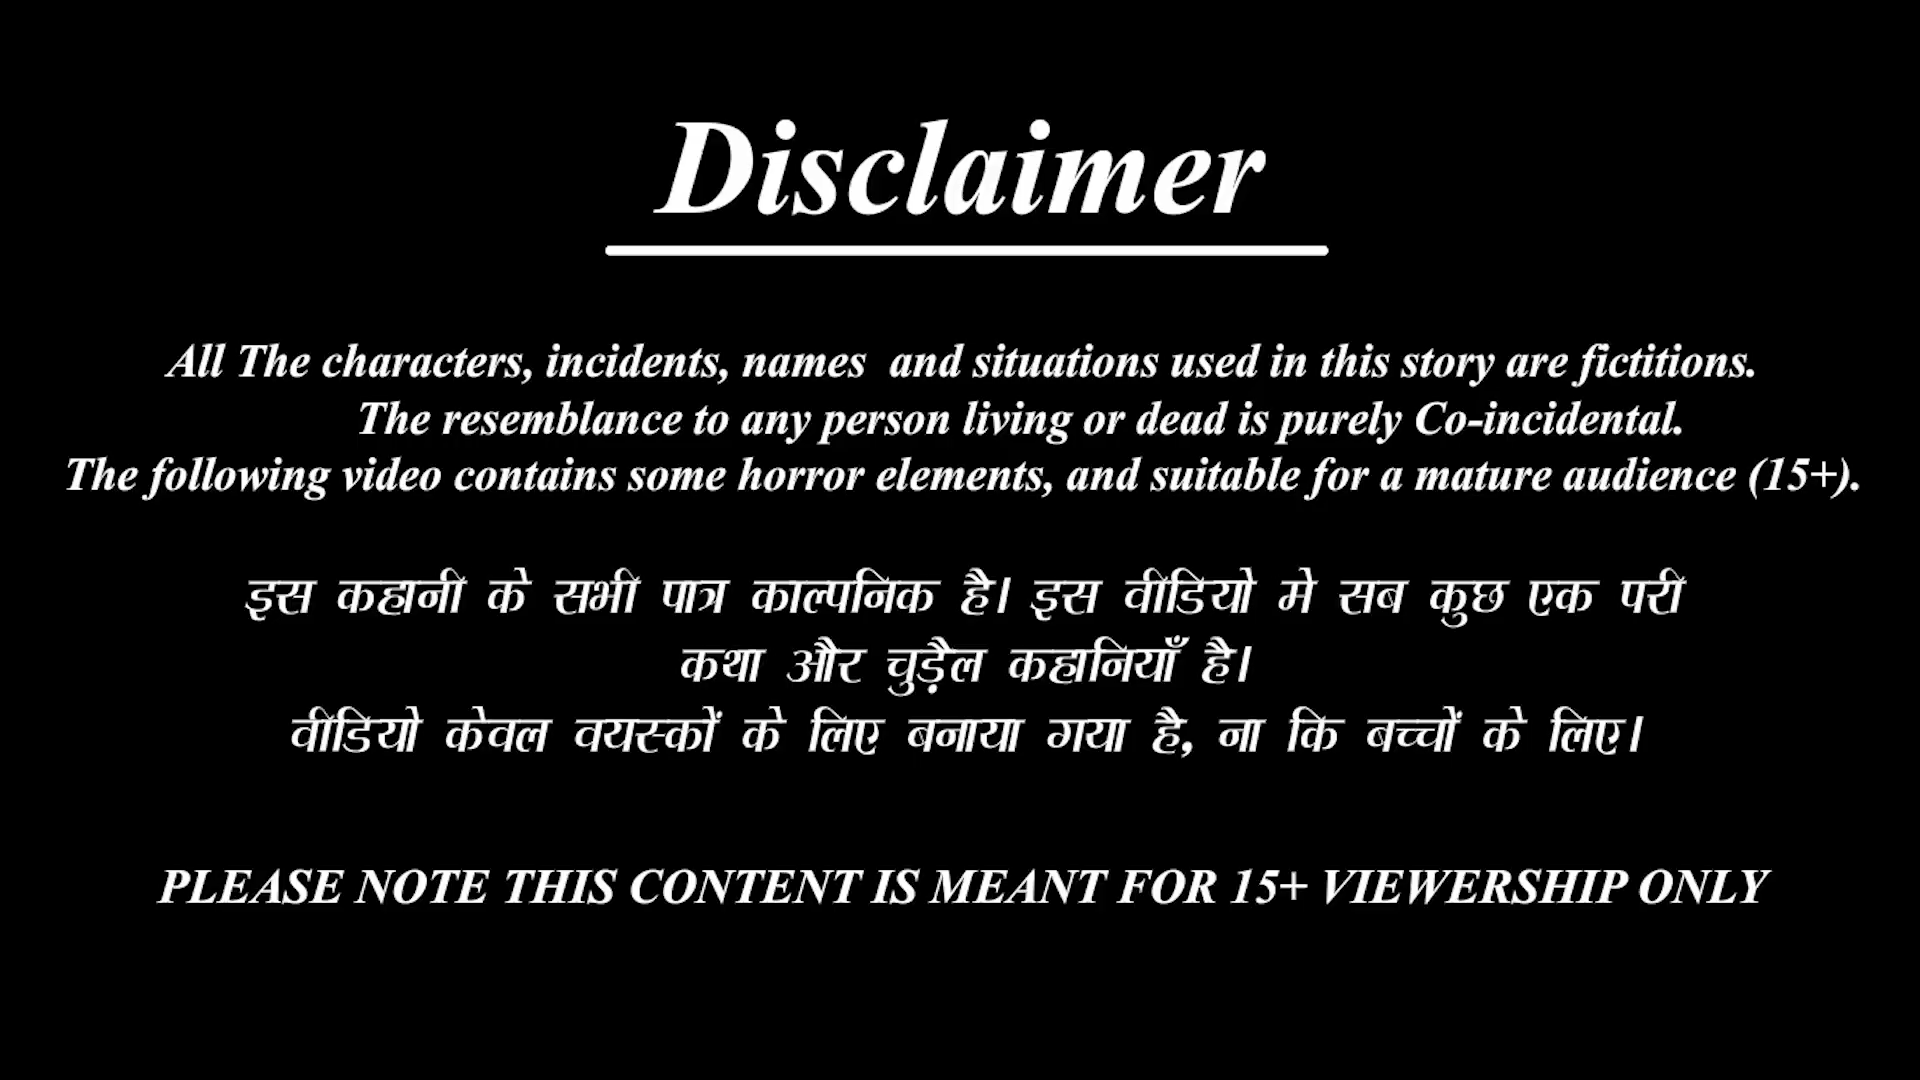 Disclaimer
All The characters, incidents, names and situations used in this story are fictitions.
The resemblance to any person living or dead is purely Co-incidental.
The following video contains some horror elements, and suitable for a mature audience (15+).
इस कहानी के सभी पात्र काल्पनिक है। इस वीडियो मे सब कुछ एक परी
कथा और चुड़ैल कहानियाँ है।
वीडियो केवल वयस्कों के लिए बनाया गया है, ना कि बच्चों के लिए।
PLEASE NOTE THIS CONTENT IS MEANT FOR 15+ VIEWERSHIP ONLY